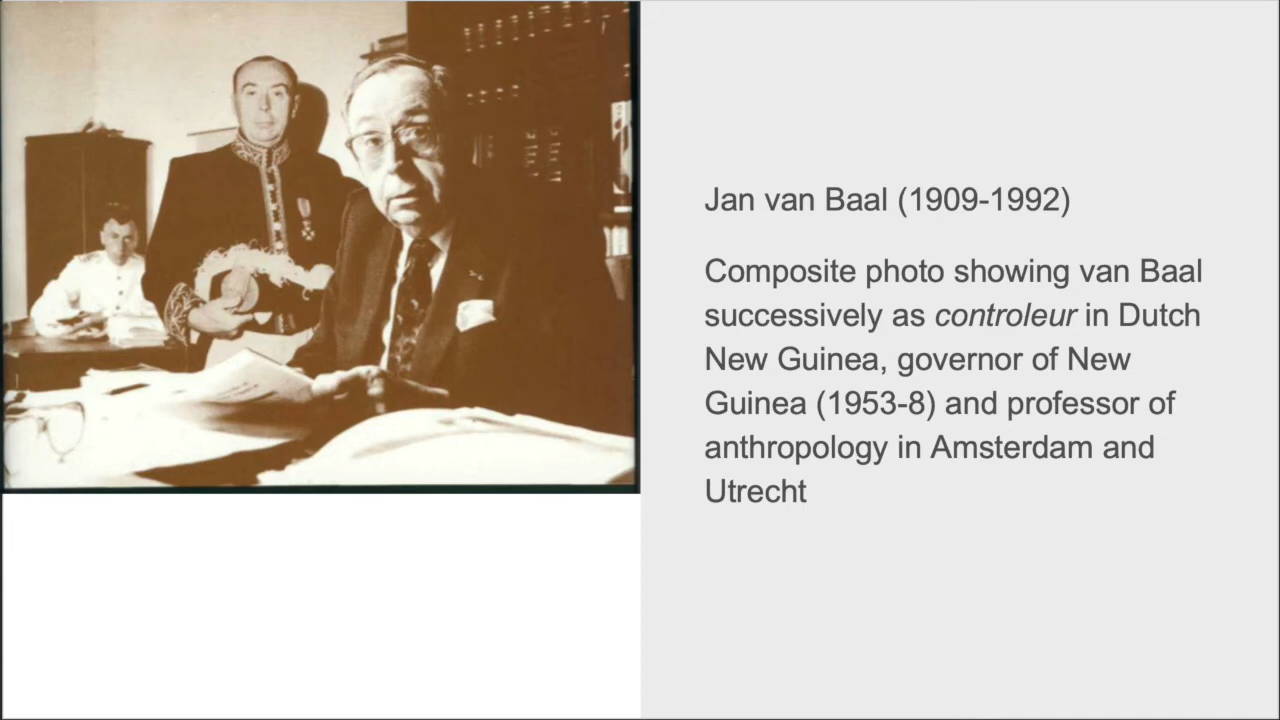 Jan van Baal (1909-1992)
Composite photo showing van Baal
successively as controleur in Dutch
New Guinea, governor of New
Guinea (1953-8) and professor of
anthropology in Amsterdam and
Utrecht